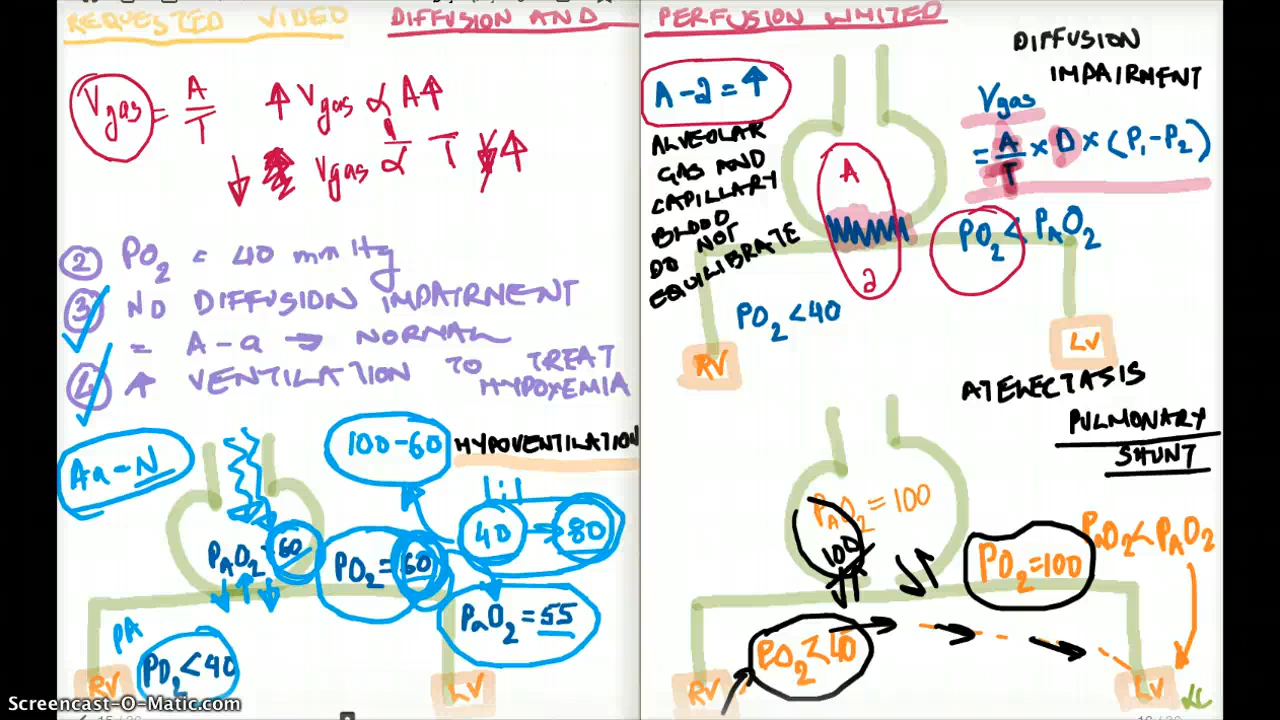 REQUESTED VIDEO
DIFFUSION AND
PERFUSION LIMITED
Vgas = A/T
↑ Vgas ∝ A↑
↓ Vgas ∝ 1/T T ↑
② PO2 = 40 mm Hg
③ NO DIFFUSION IMPAIRMENT
= A-a → NORMAL
④ ↑ VENTILATION TO TREAT
HYPOXEMIA
Aa-N
100-60
HYPOVENTILATION
40 → 80
PAO2 = 60
PO2 = 60
PaO2 = 55
PA
PO2 < 40
RV
LV
A-a = ↑
ALVEOLAR
GAS AND
CAPILLARY
BLOOD
DO NOT
EQUILIBRATE
DIFFUSION
IMPAIRMENT
Vgas
= A/T × D × (P1-P2)
A
a
PO2 < PAO2
PO2 < 40
RV
LV
ATELECTASIS
PULMONARY
SHUNT
PAO2 = 100
100
PO2 = 100
PaO2 < PAO2
PO2 < 40
RV
LV
Screencast-O-Matic.com